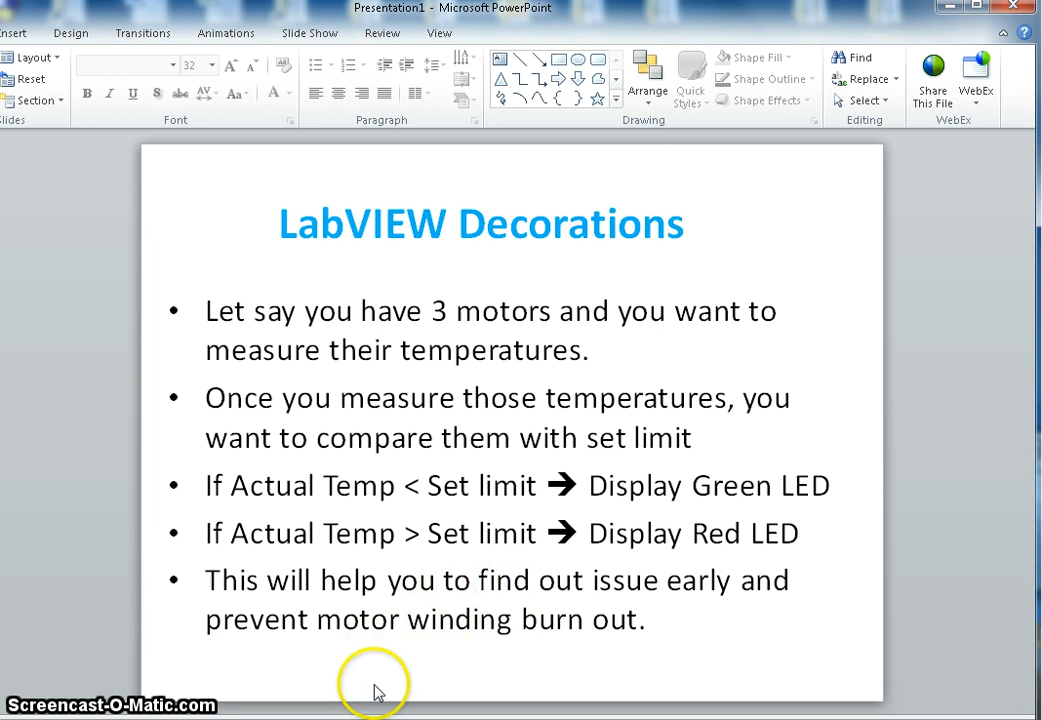 Presentation1 - Microsoft PowerPoint
Insert Design Transitions Animations Slide Show Review View
Layout 32 Shape Fill Find
Reset Shape Outline Replace
Section B I U S abc AV Aa A Arrange Quick Styles Shape Effects Select Share This File WebEx
Slides Font Paragraph Drawing Editing WebEx
LabVIEW Decorations
• Let say you have 3 motors and you want to
measure their temperatures.
• Once you measure those temperatures, you
want to compare them with set limit
• If Actual Temp < Set limit ➔ Display Green LED
• If Actual Temp > Set limit ➔ Display Red LED
• This will help you to find out issue early and
prevent motor winding burn out.
Screencast-O-Matic.com